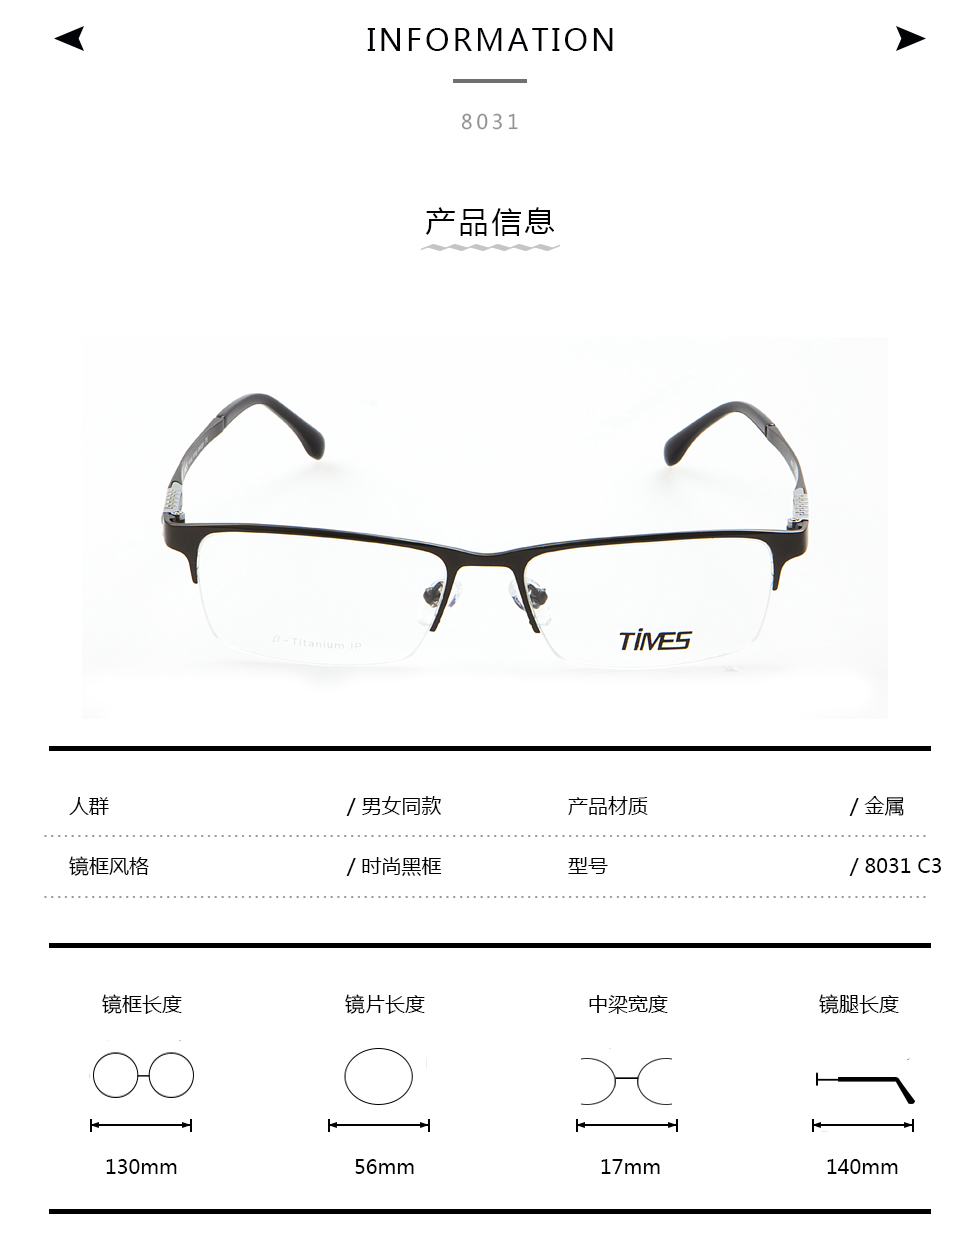 INFORMATION
8031
产品信息
β-Titanium IP
TiMES
人群 / 男女同款 产品材质 / 金属
镜框风格 / 时尚黑框 型号 / 8031 C3
镜框长度 镜片长度 中梁宽度 镜腿长度
130mm 56mm 17mm 140mm